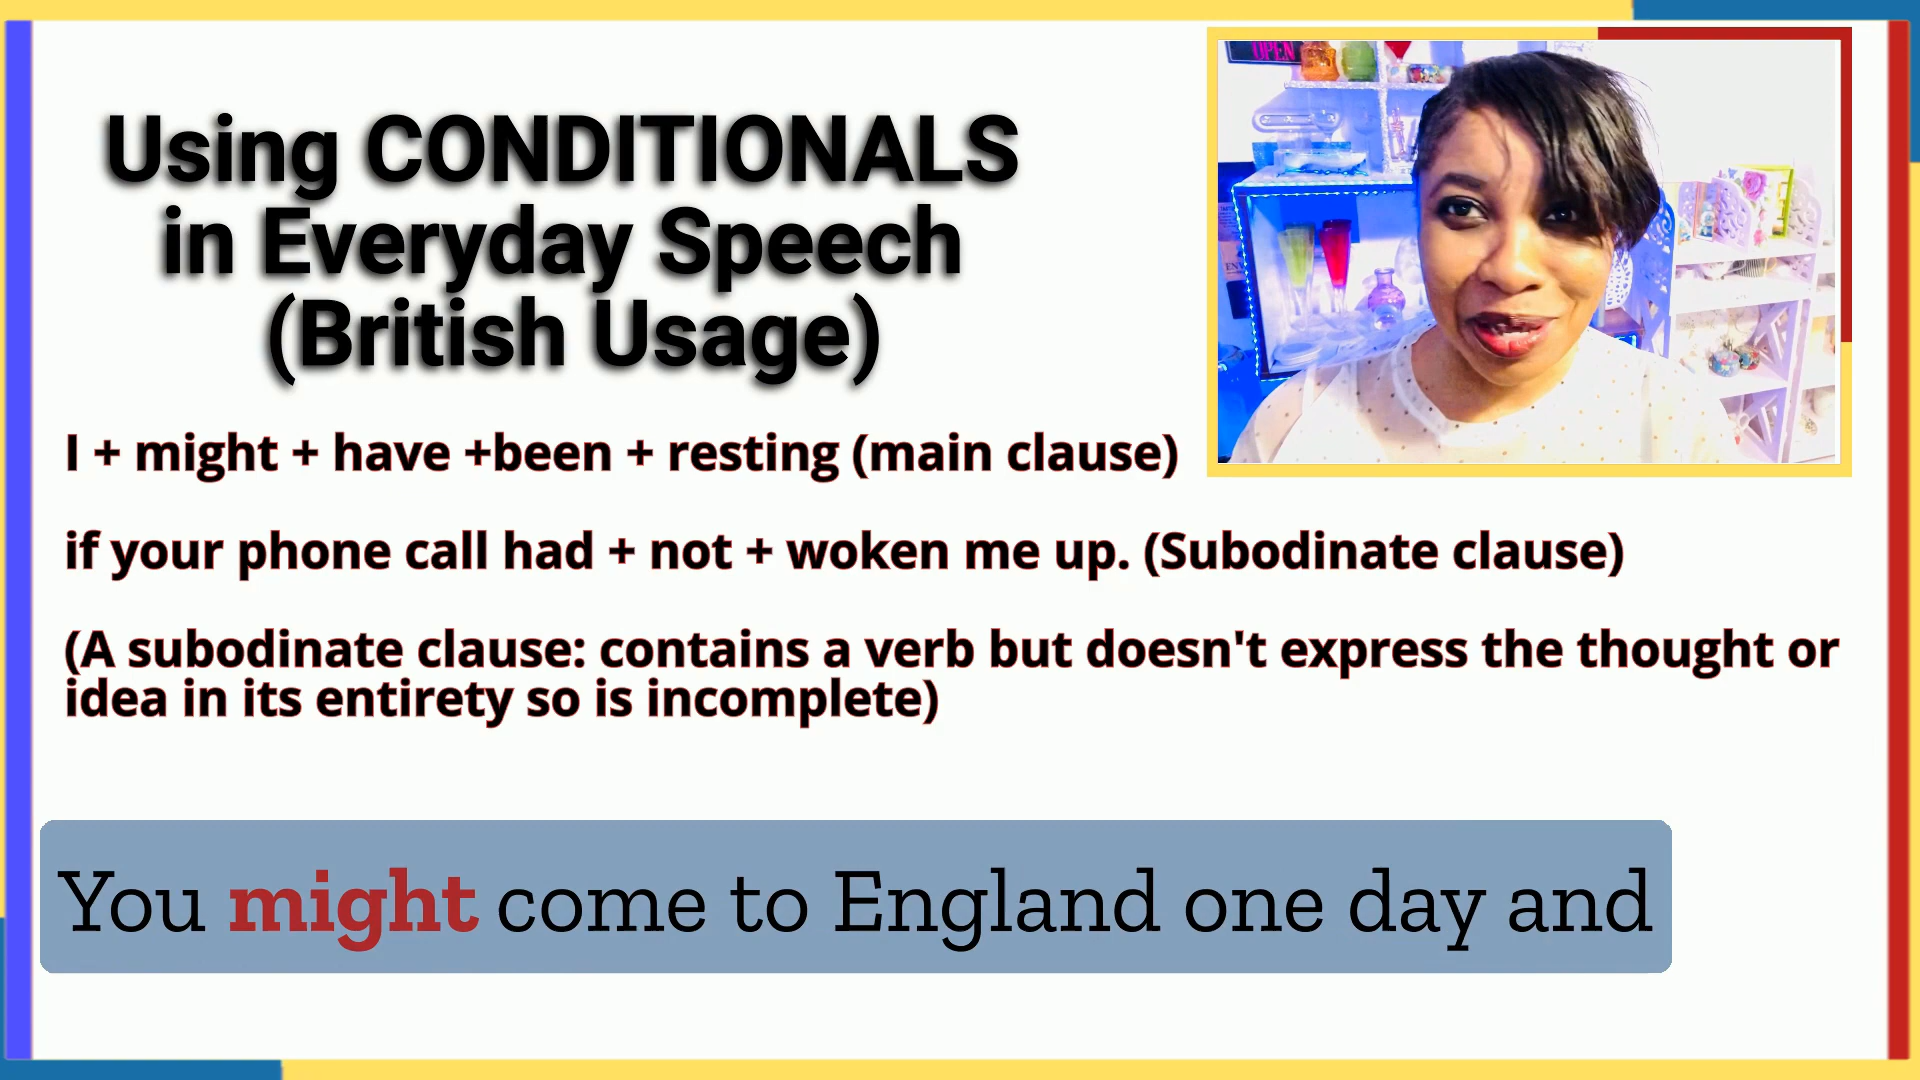 Using CONDITIONALS
in Everyday Speech
(British Usage)
OPEN
I + might + have +been + resting (main clause)
if your phone call had + not + woken me up. (Subodinate clause)
(A subodinate clause: contains a verb but doesn't express the thought or
idea in its entirety so is incomplete)
You might come to England one day and